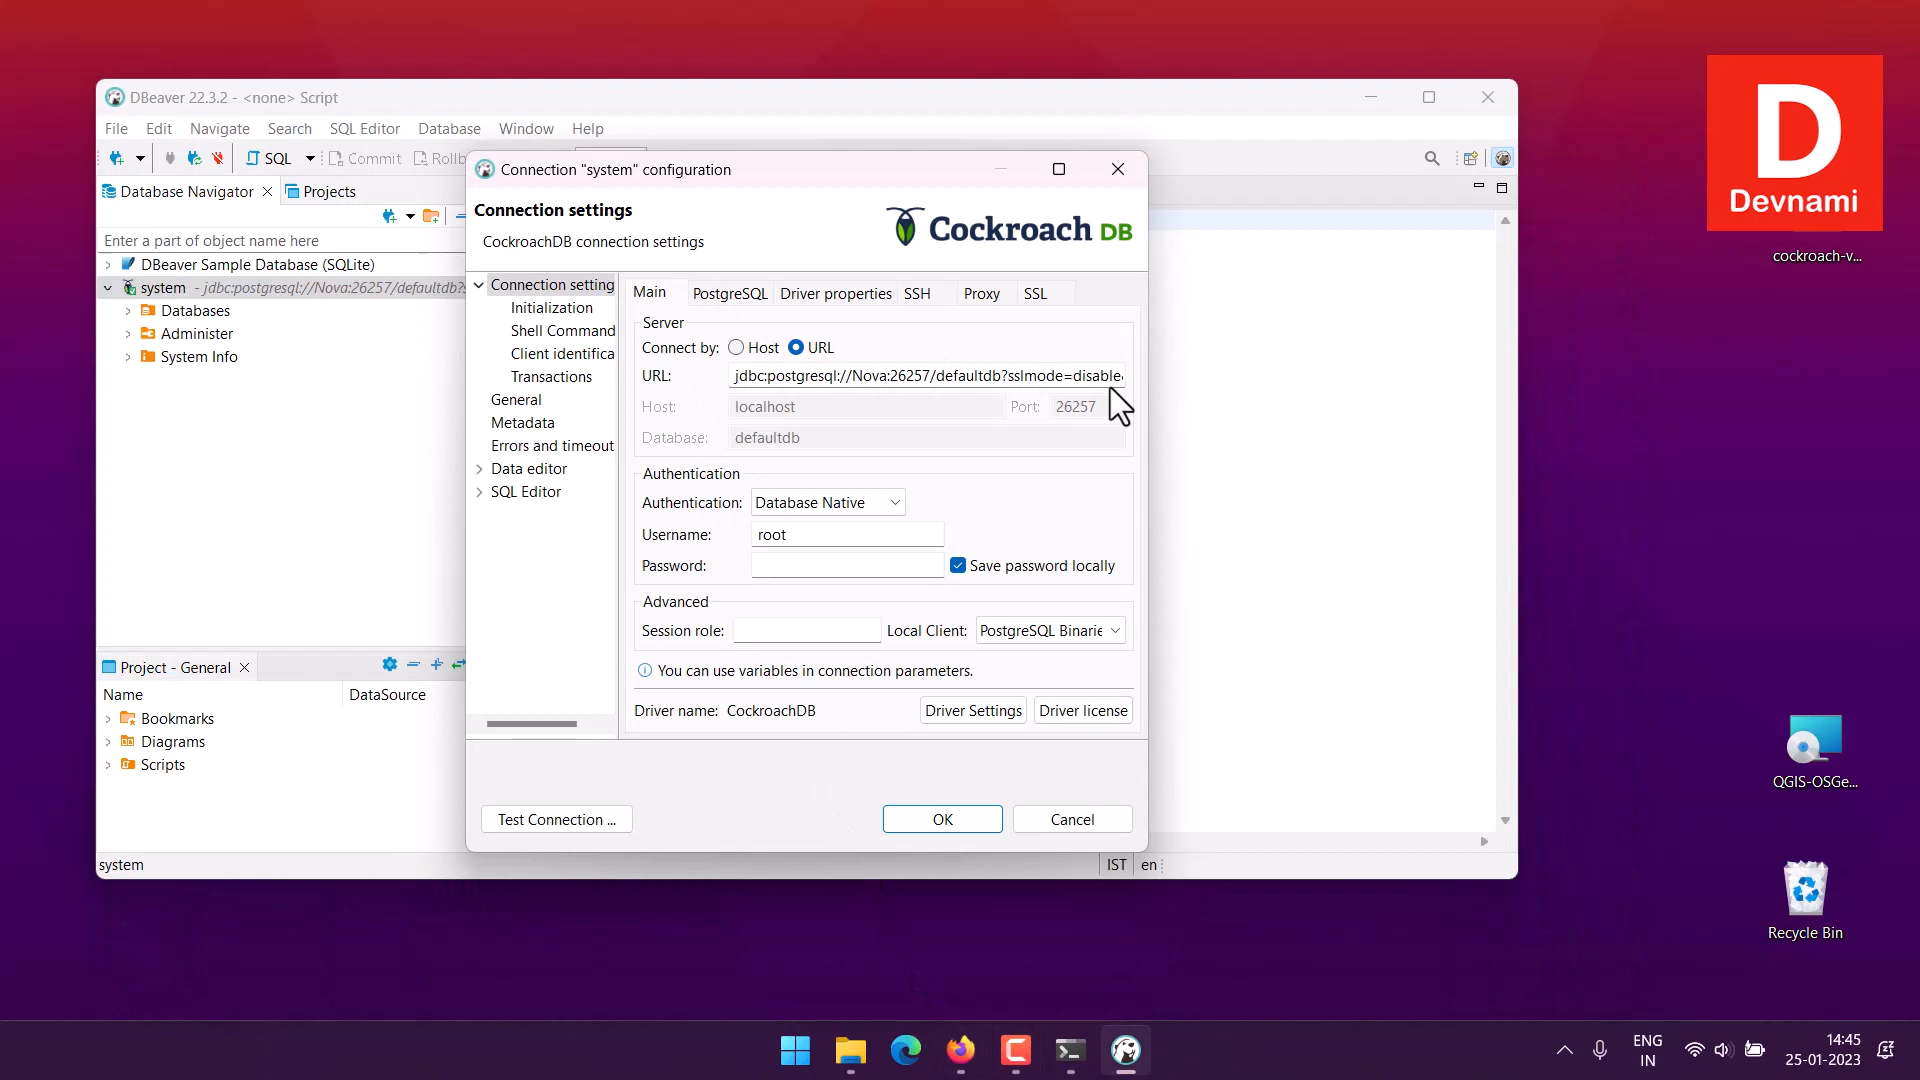 DBeaver 22.3.2 - <none> Script
File Edit Navigate Search SQL Editor Database Window Help
SQL Commit Rollb
Database Navigator Projects
Enter a part of object name here
DBeaver Sample Database (SQLite)
system - jdbc:postgresql://Nova:26257/defaultdb?s
Databases
Administer
System Info
Project - General
Name DataSource
Bookmarks
Diagrams
Scripts
system
IST en
Connection "system" configuration
Connection settings
CockroachDB connection settings
Cockroach DB
Connection setting
Initialization
Shell Command
Client identifica
Transactions
General
Metadata
Errors and timeout
Data editor
SQL Editor
Main PostgreSQL Driver properties SSH Proxy SSL
Server
Connect by: Host URL
URL: jdbc:postgresql://Nova:26257/defaultdb?sslmode=disable
Host: localhost Port: 26257
Database: defaultdb
Authentication
Authentication: Database Native
Username: root
Password: Save password locally
Advanced
Session role: Local Client: PostgreSQL Binarie
You can use variables in connection parameters.
Driver name: CockroachDB Driver Settings Driver license
Test Connection ... OK Cancel
D
Devnami
cockroach-v...
QGIS-OSGe...
Recycle Bin
ENG
IN
14:45
25-01-2023